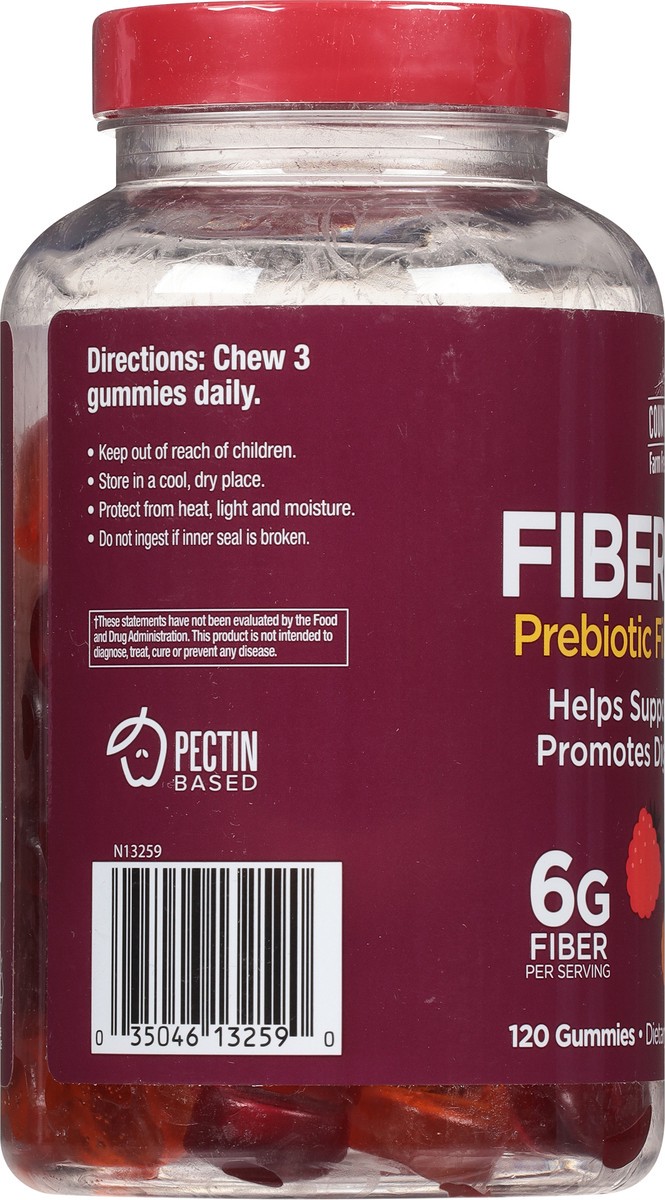 Directions: Chew 3
gummies daily.
• Keep out of reach of children.
• Store in a cool, dry place.
• Protect from heat, light and moisture.
• Do not ingest if inner seal is broken.
†These statements have not been evaluated by the Food
and Drug Administration. This product is not intended to
diagnose, treat, cure or prevent any disease.
PECTIN
BASED
N13259
0 35046 13259 0
FIBER
Prebiotic
Helps
Promotes
6G
FIBER
PER SERVING
120 Gummies •